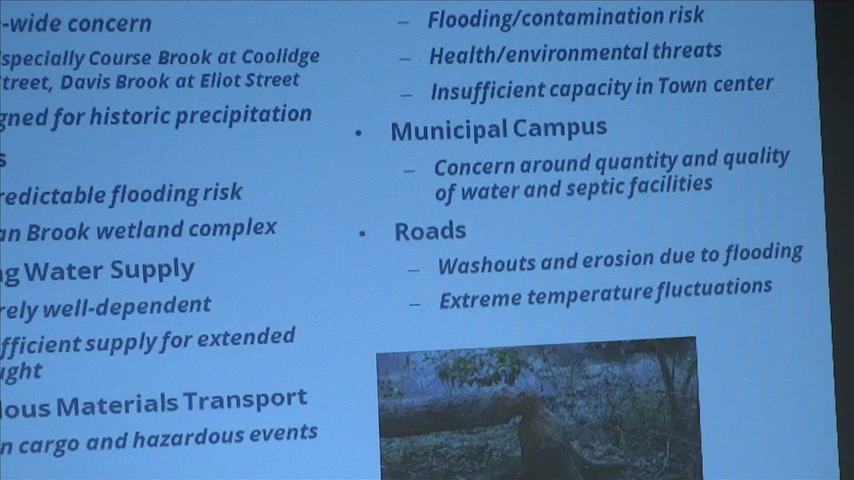 -wide concern
specially Course Brook at Coolidge
treet, Davis Brook at Eliot Street
gned for historic precipitation
s
redictable flooding risk
an Brook wetland complex
g Water Supply
rely well-dependent
fficient supply for extended
ught
ous Materials Transport
n cargo and hazardous events
– Flooding/contamination risk
– Health/environmental threats
– Insufficient capacity in Town center
• Municipal Campus
– Concern around quantity and quality
of water and septic facilities
• Roads
– Washouts and erosion due to flooding
– Extreme temperature fluctuations